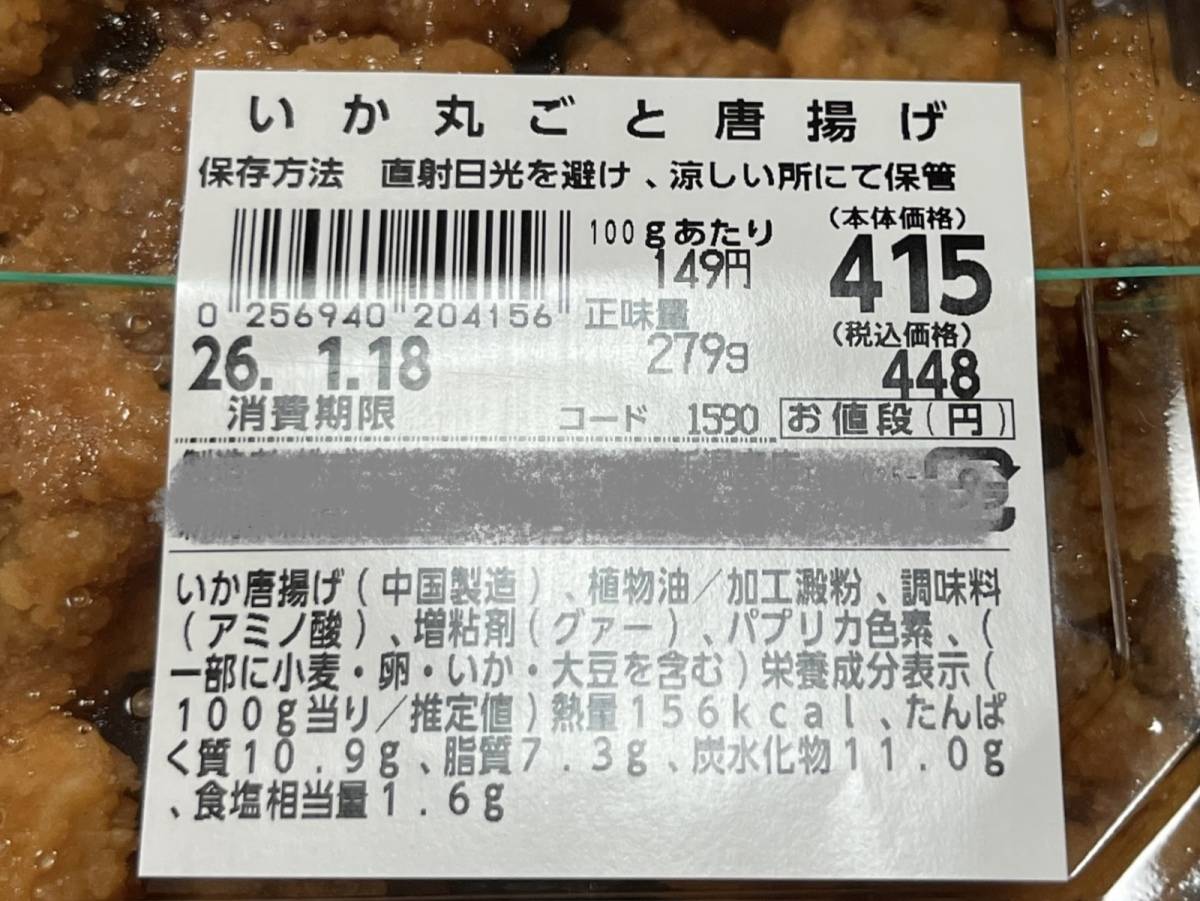 いか丸ごと唐揚げ
保存方法　直射日光を避け、涼しい所にて保管
100gあたり
149円
(本体価格)
415
0 256940 204156
正味量
279g
(税込価格)
448
26. 1.18
消費期限
コード 1590
お値段(円)
いか唐揚げ(中国製造)、植物油/加工澱粉、調味料
(アミノ酸)、増粘剤(グァー)、パプリカ色素、(
一部に小麦・卵・いか・大豆を含む)栄養成分表示(
100g当り/推定値)熱量156kcal、たんぱ
く質10.9g、脂質7.3g、炭水化物11.0g
、食塩相当量1.6g